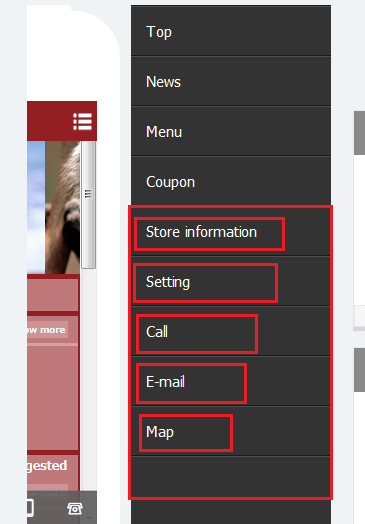 Top
News
Menu
Coupon
Store information
Setting
Call
E-mail
Map
ow more
gested